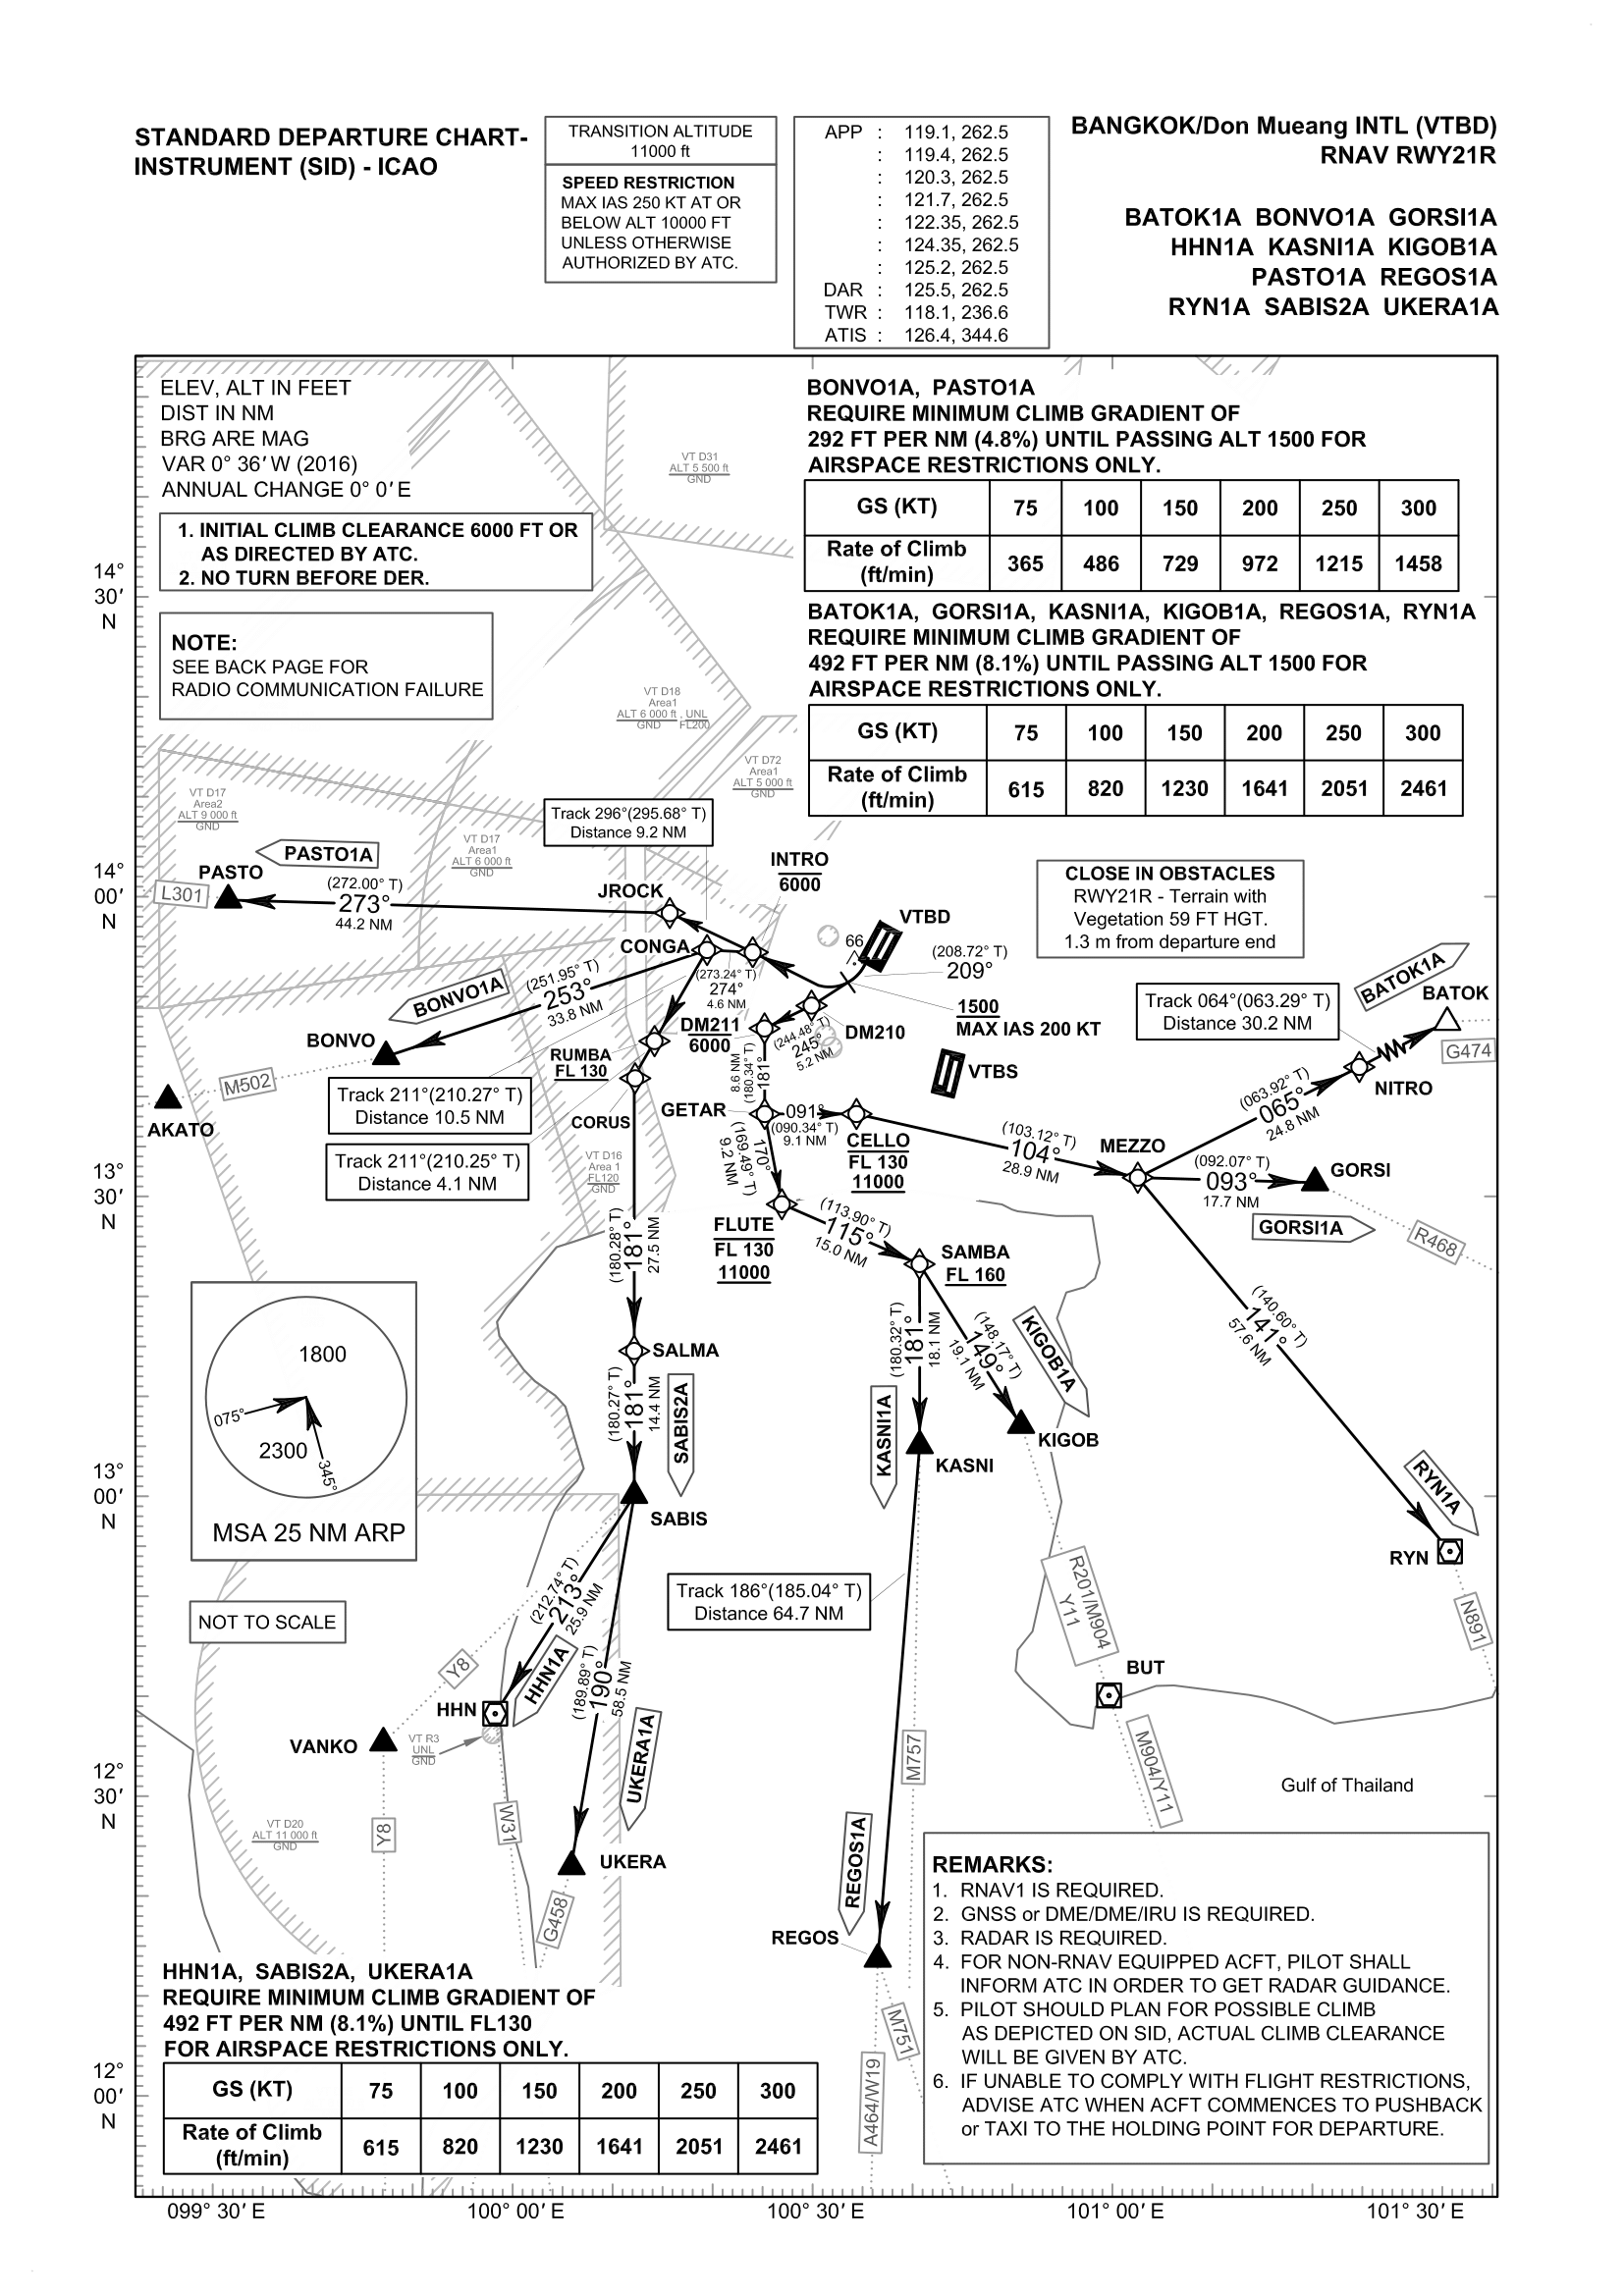 STANDARD DEPARTURE CHART-
INSTRUMENT (SID) - ICAO
TRANSITION ALTITUDE
11000 ft
SPEED RESTRICTION
MAX IAS 250 KT AT OR
BELOW ALT 10000 FT
UNLESS OTHERWISE
AUTHORIZED BY ATC.
APP : 119.1, 262.5
: 119.4, 262.5
: 120.3, 262.5
: 121.7, 262.5
: 122.35, 262.5
: 124.35, 262.5
: 125.2, 262.5
DAR : 125.5, 262.5
TWR : 118.1, 236.6
ATIS : 126.4, 344.6
BANGKOK/Don Mueang INTL (VTBD)
RNAV RWY21R
BATOK1A BONVO1A GORSI1A
HHN1A KASNI1A KIGOB1A
PASTO1A REGOS1A
RYN1A SABIS2A UKERA1A
ELEV, ALT IN FEET
DIST IN NM
BRG ARE MAG
VAR 0° 36′ W (2016)
ANNUAL CHANGE 0° 0′ E
1. INITIAL CLIMB CLEARANCE 6000 FT OR
AS DIRECTED BY ATC.
2. NO TURN BEFORE DER.
NOTE:
SEE BACK PAGE FOR
RADIO COMMUNICATION FAILURE
BONVO1A, PASTO1A
REQUIRE MINIMUM CLIMB GRADIENT OF
292 FT PER NM (4.8%) UNTIL PASSING ALT 1500 FOR
AIRSPACE RESTRICTIONS ONLY.
GS (KT) 75 100 150 200 250 300
Rate of Climb
(ft/min) 365 486 729 972 1215 1458
BATOK1A, GORSI1A, KASNI1A, KIGOB1A, REGOS1A, RYN1A
REQUIRE MINIMUM CLIMB GRADIENT OF
492 FT PER NM (8.1%) UNTIL PASSING ALT 1500 FOR
AIRSPACE RESTRICTIONS ONLY.
GS (KT) 75 100 150 200 250 300
Rate of Climb
(ft/min) 615 820 1230 1641 2051 2461
VT D31
ALT 5 500 ft
GND
VT D18
Area1
ALT 6 000 ft , UNL
GND FL200
VT D72
Area1
ALT 5 000 ft
GND
VT D17
Area2
ALT 9 000 ft
GND
VT D17
Area1
ALT 6 000 ft
GND
Track 296°(295.68° T)
Distance 9.2 NM
PASTO1A
PASTO
L301
(272.00° T)
273°
44.2 NM
JROCK
INTRO
6000
CONGA
VTBD
66
(208.72° T)
209°
CLOSE IN OBSTACLES
RWY21R - Terrain with
Vegetation 59 FT HGT.
1.3 m from departure end
(273.24° T)
274°
4.6 NM
(251.95° T)
253°
33.8 NM
BONVO1A
BONVO
M502
AKATO
1500
MAX IAS 200 KT
DM210
DM211
6000
(244.48° T)
245°
5.2 NM
VTBS
BATOK1A
BATOK
Track 064°(063.29° T)
Distance 30.2 NM
G474
NITRO
(063.92° T)
065°
24.8 NM
RUMBA
FL 130
Track 211°(210.27° T)
Distance 10.5 NM
CORUS
Track 211°(210.25° T)
Distance 4.1 NM
8.6 NM
(180.34° T)
181°
GETAR
091°
(090.34° T)
9.1 NM
CELLO
FL 130
11000
(103.12° T)
104°
28.9 NM
MEZZO
(092.07° T)
093°
17.7 NM
GORSI
GORSI1A
R468
VT D16
Area 1
FL120
GND
170°
(169.49° T)
9.2 NM
FLUTE
FL 130
11000
(113.90° T)
115°
15.0 NM
SAMBA
FL 160
(180.28° T)
181°
27.5 NM
SALMA
(180.27° T)
181°
14.4 NM
SABIS2A
SABIS
(180.32° T)
181°
18.1 NM
KASNI1A
KASNI
(148.17° T)
149°
19.1 NM
KIGOB1A
KIGOB
(140.60° T)
141°
57.6 NM
RYN1A
RYN
N891
1800
075°
2300
345°
MSA 25 NM ARP
NOT TO SCALE
(212.74° T)
213°
25.9 NM
HHN1A
HHN
Y8
VANKO
VT R3
UNL
GND
(189.89° T)
190°
58.5 NM
UKERA1A
UKERA
Y8
W31
G458
VT D20
ALT 11 000 ft
GND
Track 186°(185.04° T)
Distance 64.7 NM
R201/M904
Y11
BUT
M904/Y11
M757
Gulf of Thailand
REGOS1A
REGOS
M751
A464/W19
HHN1A, SABIS2A, UKERA1A
REQUIRE MINIMUM CLIMB GRADIENT OF
492 FT PER NM (8.1%) UNTIL FL130
FOR AIRSPACE RESTRICTIONS ONLY.
GS (KT) 75 100 150 200 250 300
Rate of Climb
(ft/min) 615 820 1230 1641 2051 2461
REMARKS:
1. RNAV1 IS REQUIRED.
2. GNSS or DME/DME/IRU IS REQUIRED.
3. RADAR IS REQUIRED.
4. FOR NON-RNAV EQUIPPED ACFT, PILOT SHALL
INFORM ATC IN ORDER TO GET RADAR GUIDANCE.
5. PILOT SHOULD PLAN FOR POSSIBLE CLIMB
AS DEPICTED ON SID, ACTUAL CLIMB CLEARANCE
WILL BE GIVEN BY ATC.
6. IF UNABLE TO COMPLY WITH FLIGHT RESTRICTIONS,
ADVISE ATC WHEN ACFT COMMENCES TO PUSHBACK
or TAXI TO THE HOLDING POINT FOR DEPARTURE.
14°
30′
N
14°
00′
N
13°
30′
N
13°
00′
N
12°
30′
N
12°
00′
N
099° 30′ E 100° 00′ E 100° 30′ E 101° 00′ E 101° 30′ E